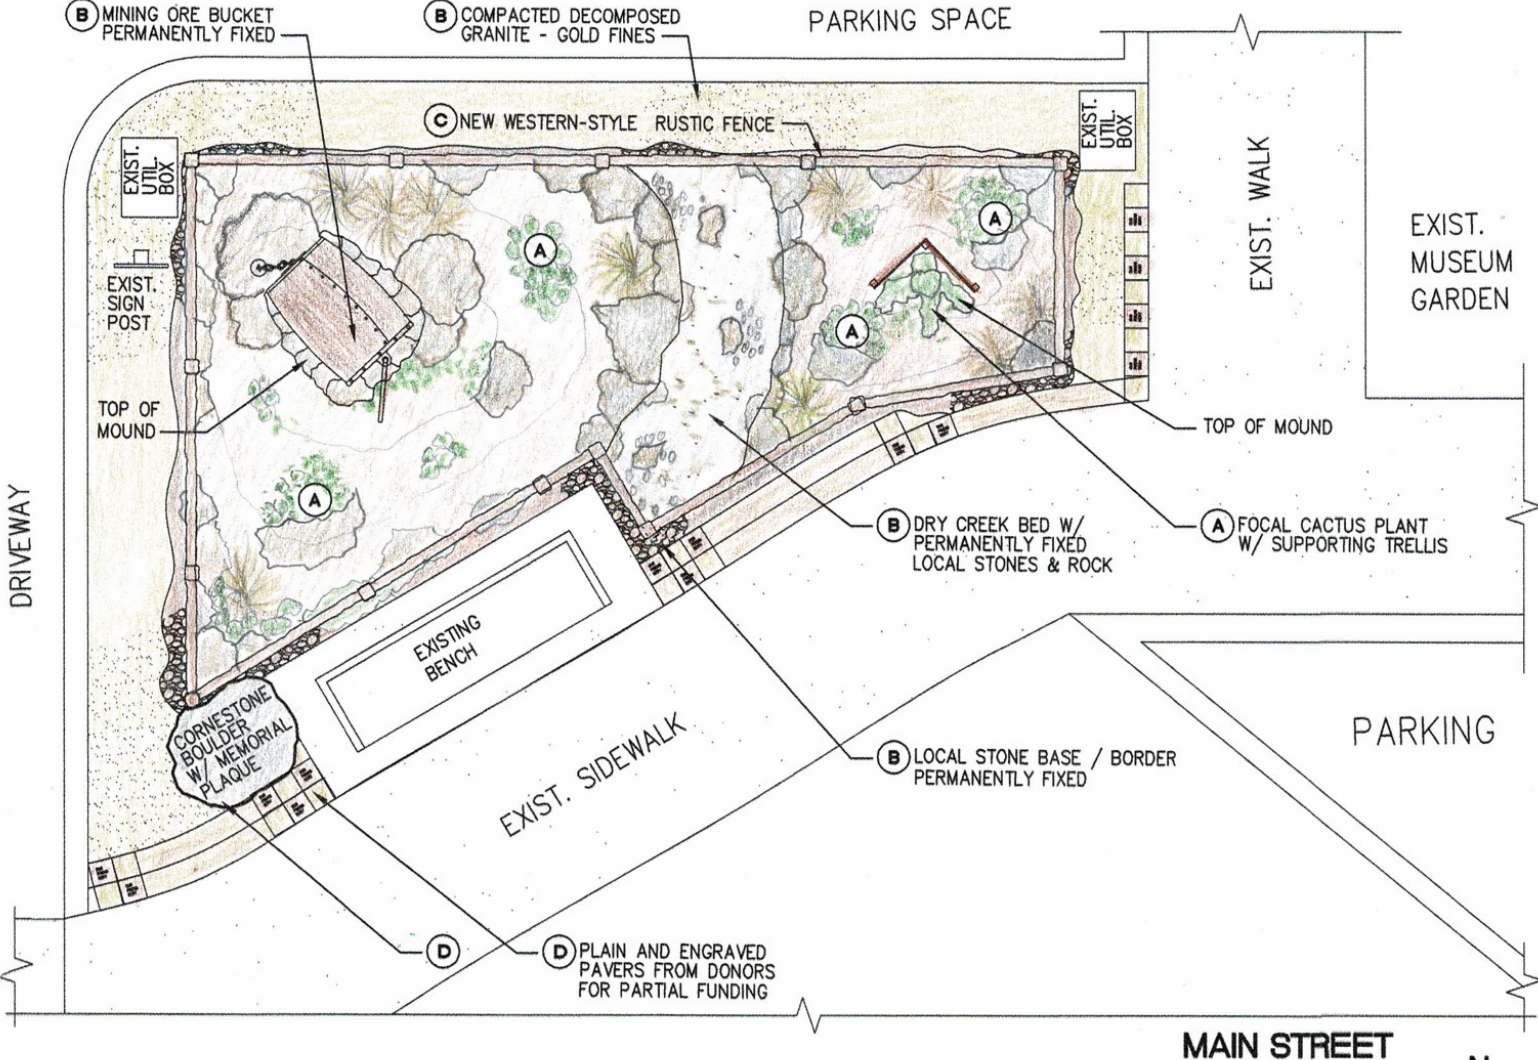 B MINING ORE BUCKET
PERMANENTLY FIXED
B COMPACTED DECOMPOSED
GRANITE - GOLD FINES
PARKING SPACE
C NEW WESTERN-STYLE RUSTIC FENCE
EXIST.
UTIL.
BOX
EXIST.
UTIL.
BOX
EXIST. WALK
EXIST.
MUSEUM
GARDEN
A
A
A
A
EXIST.
SIGN
POST
TOP OF
MOUND
TOP OF MOUND
DRIVEWAY
B DRY CREEK BED W/
PERMANENTLY FIXED
LOCAL STONES & ROCK
A FOCAL CACTUS PLANT
W/ SUPPORTING TRELLIS
EXISTING
BENCH
CORNESTONE
BOULDER
W/ MEMORIAL
PLAQUE
EXIST. SIDEWALK
B LOCAL STONE BASE / BORDER
PERMANENTLY FIXED
PARKING
D
D PLAIN AND ENGRAVED
PAVERS FROM DONORS
FOR PARTIAL FUNDING
MAIN STREET